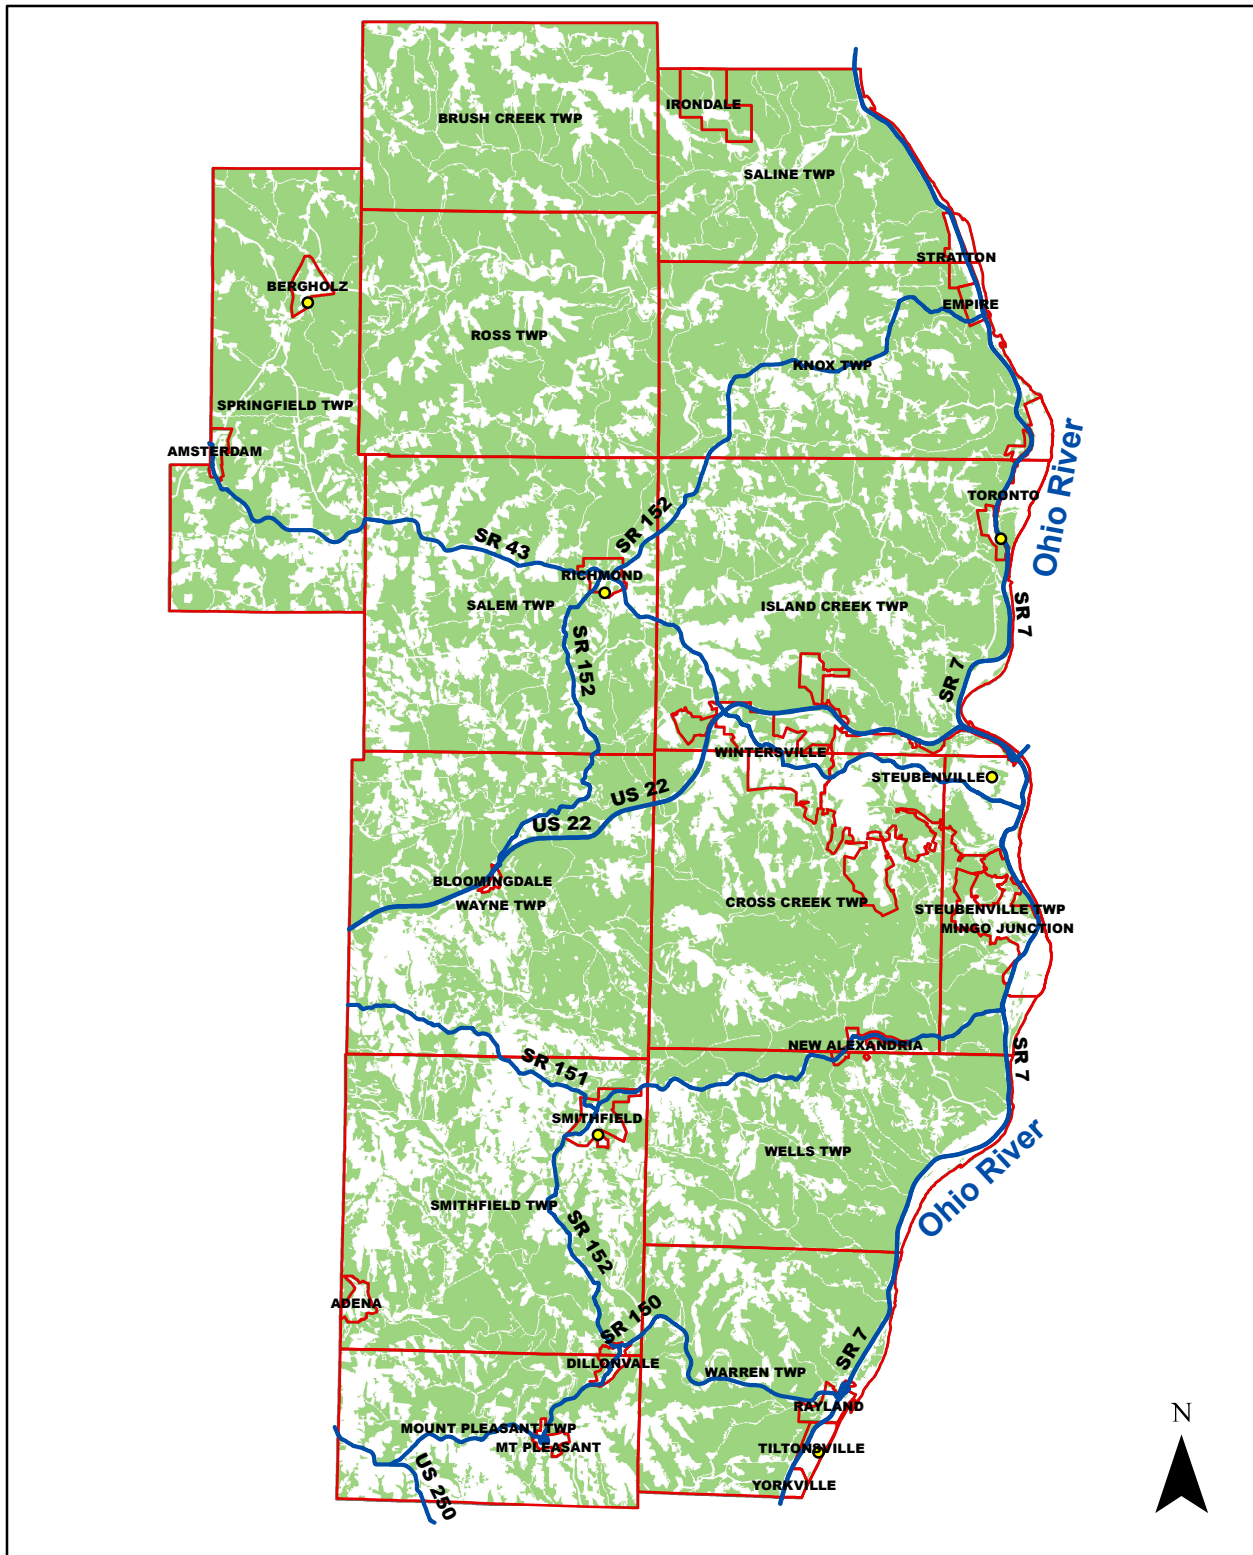 IRONDALE
BRUSH CREEK TWP
SALINE TWP
STRATTON
BERGHOLZ
EMPIRE
ROSS TWP
KNOX TWP
SPRINGFIELD TWP
AMSTERDAM
Ohio River
TORONTO
SR 152
SR 43
RICHMOND
SALEM TWP
ISLAND CREEK TWP
SR 7
SR 152
SR 7
WINTERSVILLE
STEUBENVILLE
US 22
US 22
BLOOMINGDALE
WAYNE TWP
CROSS CREEK TWP
STEUBENVILLE TWP
MINGO JUNCTION
NEW ALEXANDRIA
SR 7
SR 151
SMITHFIELD
WELLS TWP
Ohio River
SMITHFIELD TWP
SR 152
ADENA
SR 150
SR 7
DILLONVALE
WARREN TWP
RAYLAND
N
MOUNT PLEASANT TWP
MT PLEASANT
TILTONSVILLE
US 250
YORKVILLE